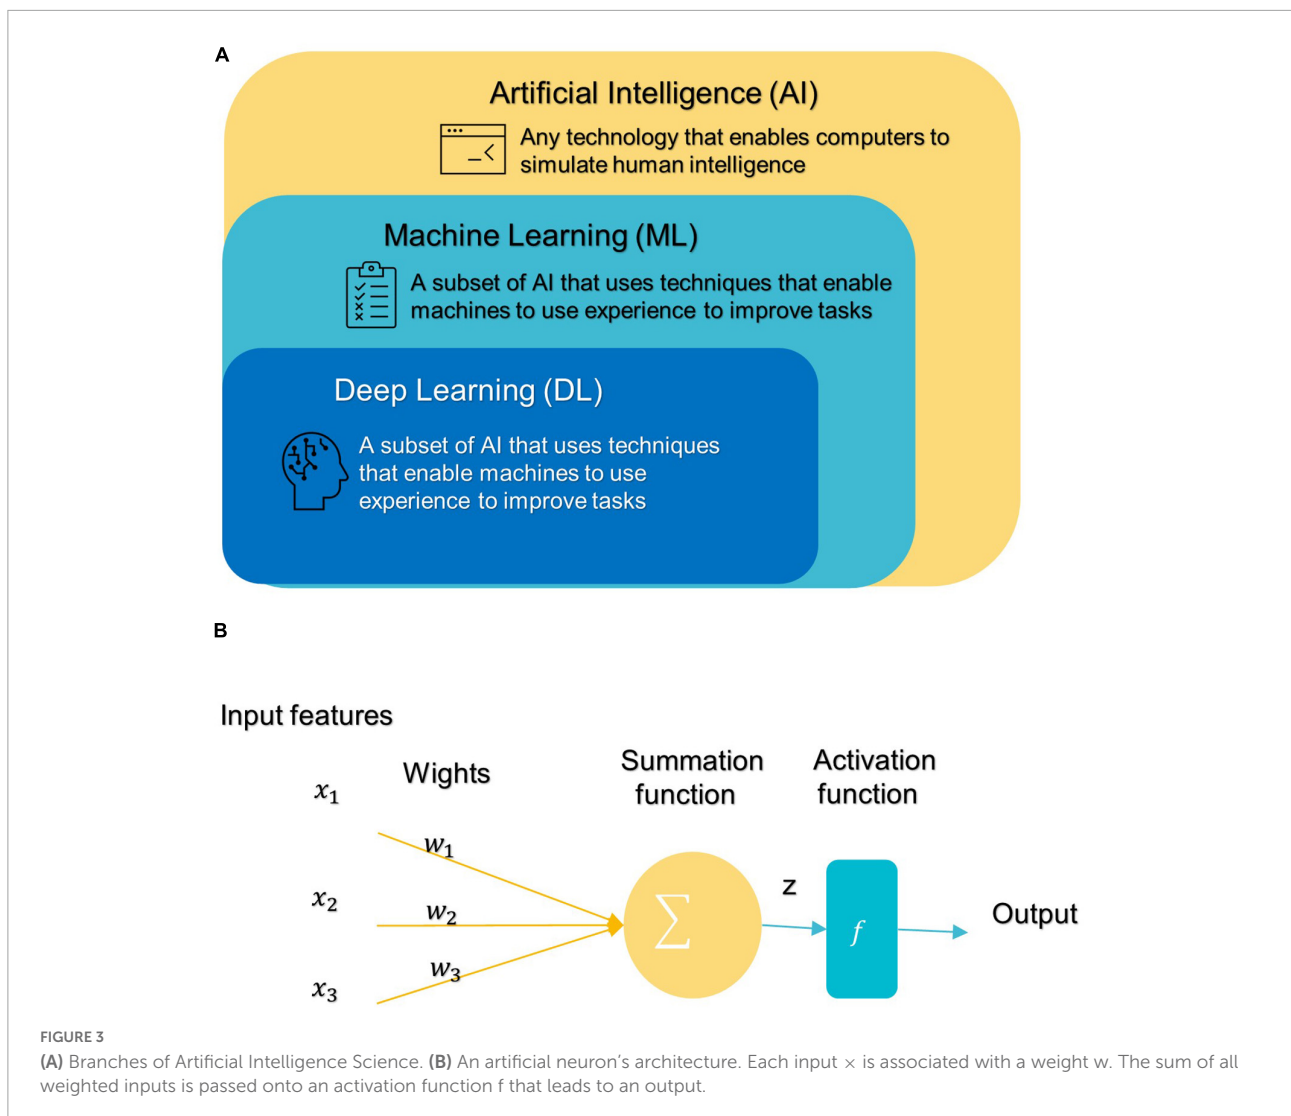 A
Artificial Intelligence (AI)
Any technology that enables computers to
simulate human intelligence
Machine Learning (ML)
A subset of AI that uses techniques that enable
machines to use experience to improve tasks
Deep Learning (DL)
A subset of AI that uses techniques
that enable machines to use
experience to improve tasks
B
Input features
Wights
Summation
function
Activation
function
x₁
w₁
x₂
w₂
x₃
w₃
∑
z
f
Output
FIGURE 3
(A) Branches of Artificial Intelligence Science. (B) An artificial neuron’s architecture. Each input × is associated with a weight w. The sum of all
weighted inputs is passed onto an activation function f that leads to an output.